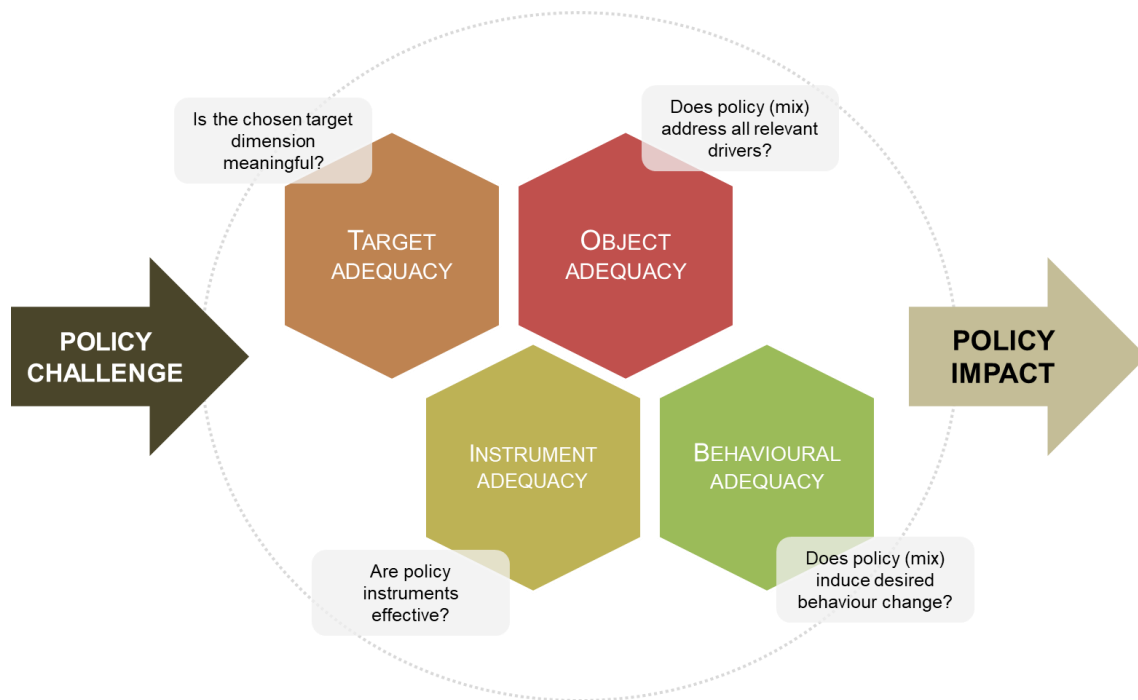 Is the chosen target
dimension
meaningful?
Does policy (mix)
address all relevant
drivers?
TARGET
ADEQUACY
OBJECT
ADEQUACY
POLICY
CHALLENGE
POLICY
IMPACT
INSTRUMENT
ADEQUACY
BEHAVIOURAL
ADEQUACY
Are policy
instruments
effective?
Does policy (mix)
induce desired
behaviour change?